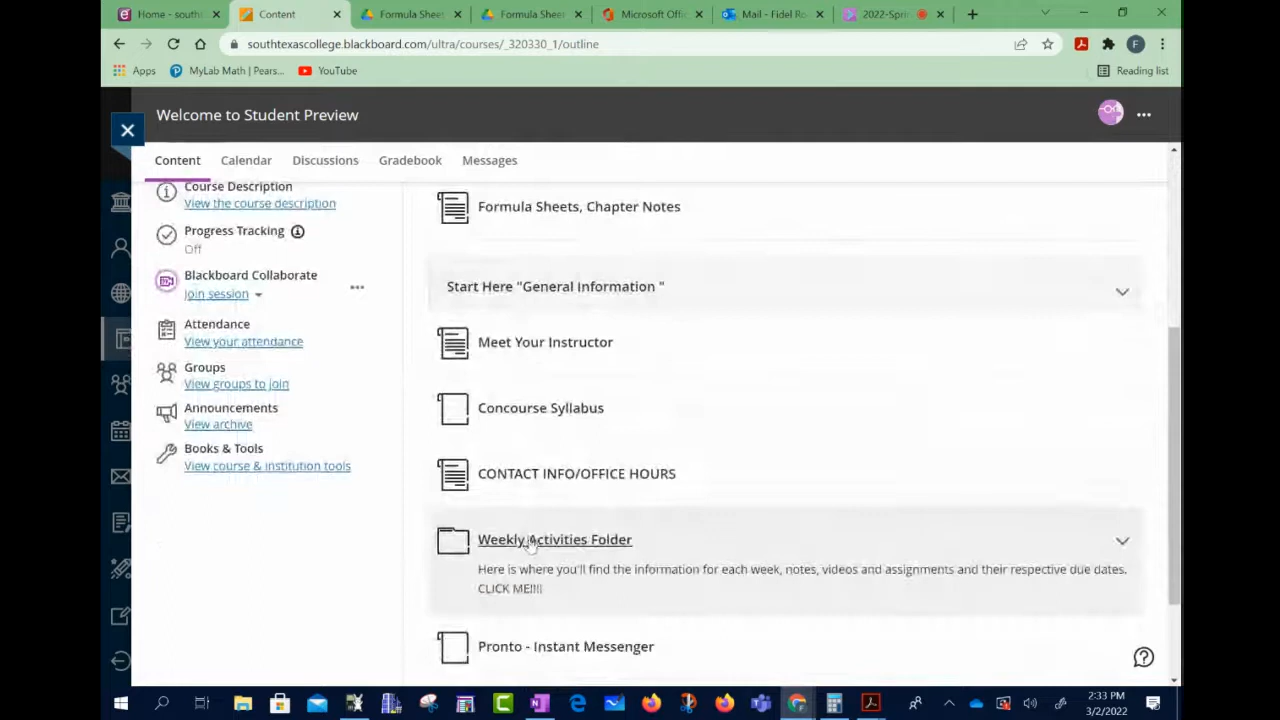 Home - south
Content
Formula Sheet
Formula Sheet
Microsoft Offi
Mail - Fidel Ro
2022-Sprin
southtexascollege.blackboard.com/ultra/courses/_320330_1/outline
F
Apps
MyLab Math | Pears...
YouTube
Reading list
Welcome to Student Preview
Content
Calendar
Discussions
Gradebook
Messages
Course Description
View the course description
Progress Tracking
Off
Blackboard Collaborate
Join session
Attendance
View your attendance
Groups
View groups to join
Announcements
View archive
Books & Tools
View course & institution tools
Formula Sheets, Chapter Notes
Start Here "General Information "
Meet Your Instructor
Concourse Syllabus
CONTACT INFO/OFFICE HOURS
Weekly Activities Folder
Here is where you'll find the information for each week, notes, videos and assignments and their respective due dates.
CLICK ME!!!!
Pronto - Instant Messenger
2:33 PM
3/2/2022